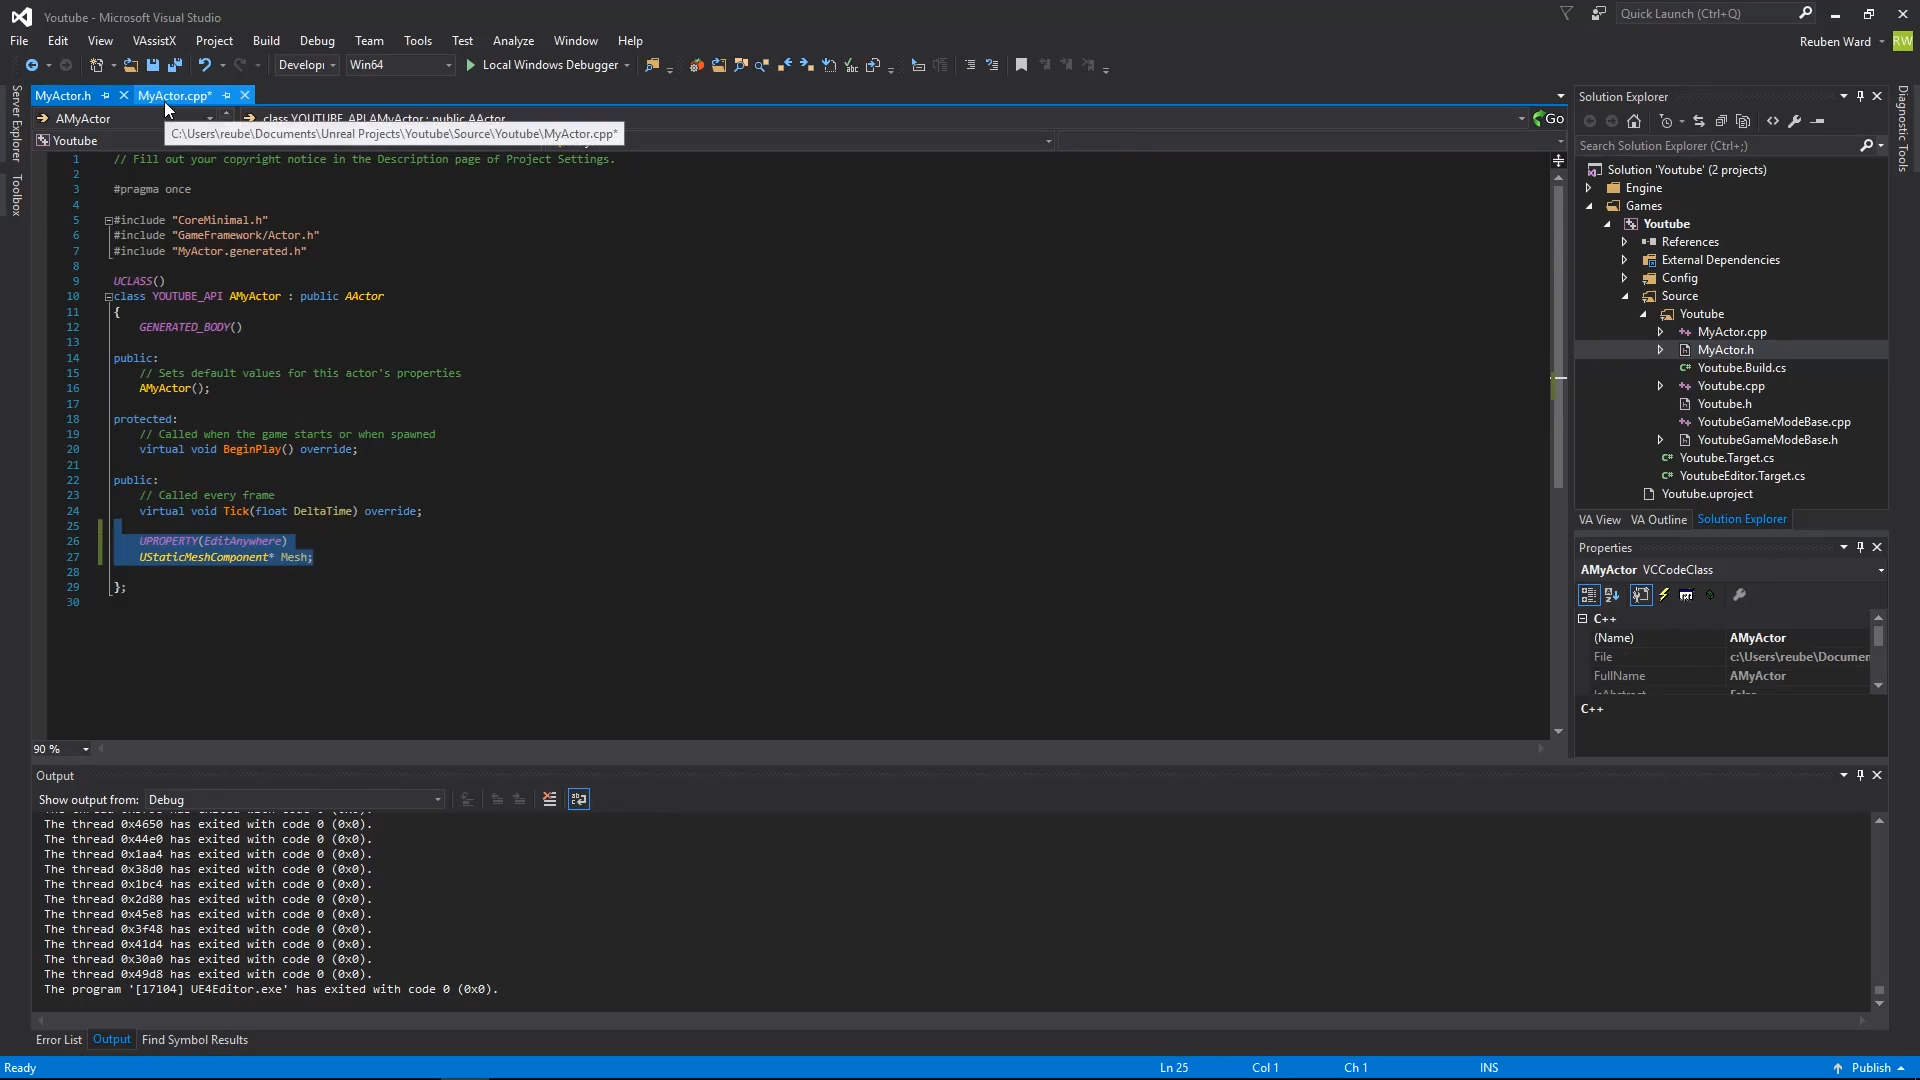 Youtube - Microsoft Visual Studio
Quick Launch (Ctrl+Q)
File Edit View VAssistX Project Build Debug Team Tools Test Analyze Window Help
Reuben Ward RW
Develop Win64 Local Windows Debugger
MyActor.h MyActor.cpp*
AMyActor class YOUTUBE_API AMyActor : public AActor Go
C:\Users\reube\Documents\Unreal Projects\Youtube\Source\Youtube\MyActor.cpp*
Youtube
Server Explorer
Toolbox
1 // Fill out your copyright notice in the Description page of Project Settings.
2
3 #pragma once
4
5 #include "CoreMinimal.h"
6 #include "GameFramework/Actor.h"
7 #include "MyActor.generated.h"
8
9 UCLASS()
10 class YOUTUBE_API AMyActor : public AActor
11 {
12 GENERATED_BODY()
13
14 public:
15 // Sets default values for this actor's properties
16 AMyActor();
17
18 protected:
19 // Called when the game starts or when spawned
20 virtual void BeginPlay() override;
21
22 public:
23 // Called every frame
24 virtual void Tick(float DeltaTime) override;
25
26 UPROPERTY(EditAnywhere)
27 UStaticMeshComponent* Mesh;
28
29 };
30
90 %
Output
Show output from: Debug
The thread 0x4650 has exited with code 0 (0x0).
The thread 0x44e0 has exited with code 0 (0x0).
The thread 0x1aa4 has exited with code 0 (0x0).
The thread 0x38d0 has exited with code 0 (0x0).
The thread 0x1bc4 has exited with code 0 (0x0).
The thread 0x2d80 has exited with code 0 (0x0).
The thread 0x45e8 has exited with code 0 (0x0).
The thread 0x3f48 has exited with code 0 (0x0).
The thread 0x41d4 has exited with code 0 (0x0).
The thread 0x30a0 has exited with code 0 (0x0).
The thread 0x49d8 has exited with code 0 (0x0).
The program '[17104] UE4Editor.exe' has exited with code 0 (0x0).
Error List Output Find Symbol Results
Solution Explorer
Search Solution Explorer (Ctrl+;)
Solution 'Youtube' (2 projects)
Engine
Games
Youtube
References
External Dependencies
Config
Source
Youtube
MyActor.cpp
MyActor.h
Youtube.Build.cs
Youtube.cpp
Youtube.h
YoutubeGameModeBase.cpp
YoutubeGameModeBase.h
Youtube.Target.cs
YoutubeEditor.Target.cs
Youtube.uproject
VA View VA Outline Solution Explorer
Properties
AMyActor VCCodeClass
C++
(Name) AMyActor
File c:\Users\reube\Documen
FullName AMyActor
C++
Diagnostic Tools
Ready Ln 25 Col 1 Ch 1 INS Publish